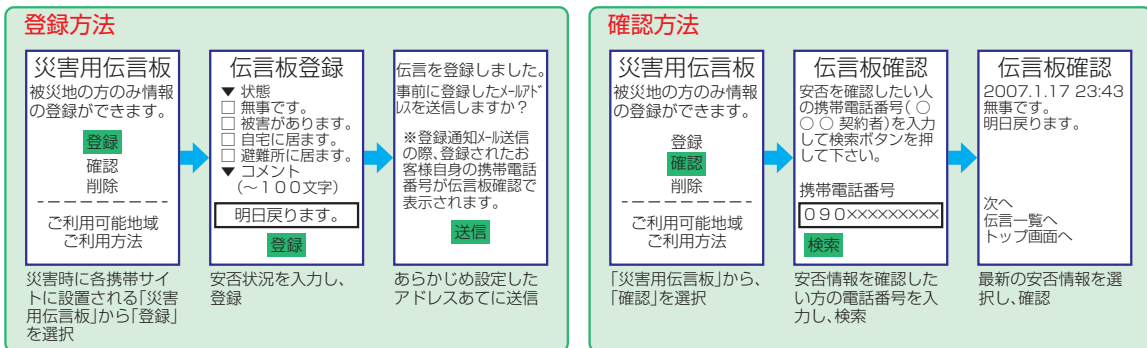 登録方法
災害用伝言板
被災地の方のみ情報
の登録ができます。
登録
確認
削除
ご利用可能地域
ご利用方法
災害時に各携帯サイ
トに設置される「災害
用伝言板」から「登録」
を選択
伝言板登録
▼ 状態
□ 無事です。
□ 被害があります。
□ 自宅に居ます。
□ 避難所に居ます。
▼ コメント
(～１００文字)
明日戻ります。
登録
安否状況を入力し、
登録
伝言を登録しました。
事前に登録したﾒｰﾙｱﾄﾞ
ﾚｽを送信しますか？
※登録通知ﾒｰﾙ送信
の際、登録されたお
客様自身の携帯電話
番号が伝言板確認で
表示されます。
送信
あらかじめ設定した
アドレスあてに送信
確認方法
災害用伝言板
被災地の方のみ情報
の登録ができます。
登録
確認
削除
ご利用可能地域
ご利用方法
「災害用伝言板」から、
「確認」を選択
伝言板確認
安否を確認したい人
の携帯電話番号( ○
○ ○ 契約者)を入力
して検索ボタンを押
して下さい。
携帯電話番号
０９０×××××××××
検索
安否情報を確認した
い方の電話番号を入
力し、検索
伝言板確認
2007.1.17 23:43
無事です。
明日戻ります。
次へ
伝言一覧へ
トップ画面へ
最新の安否情報を選
択し、確認